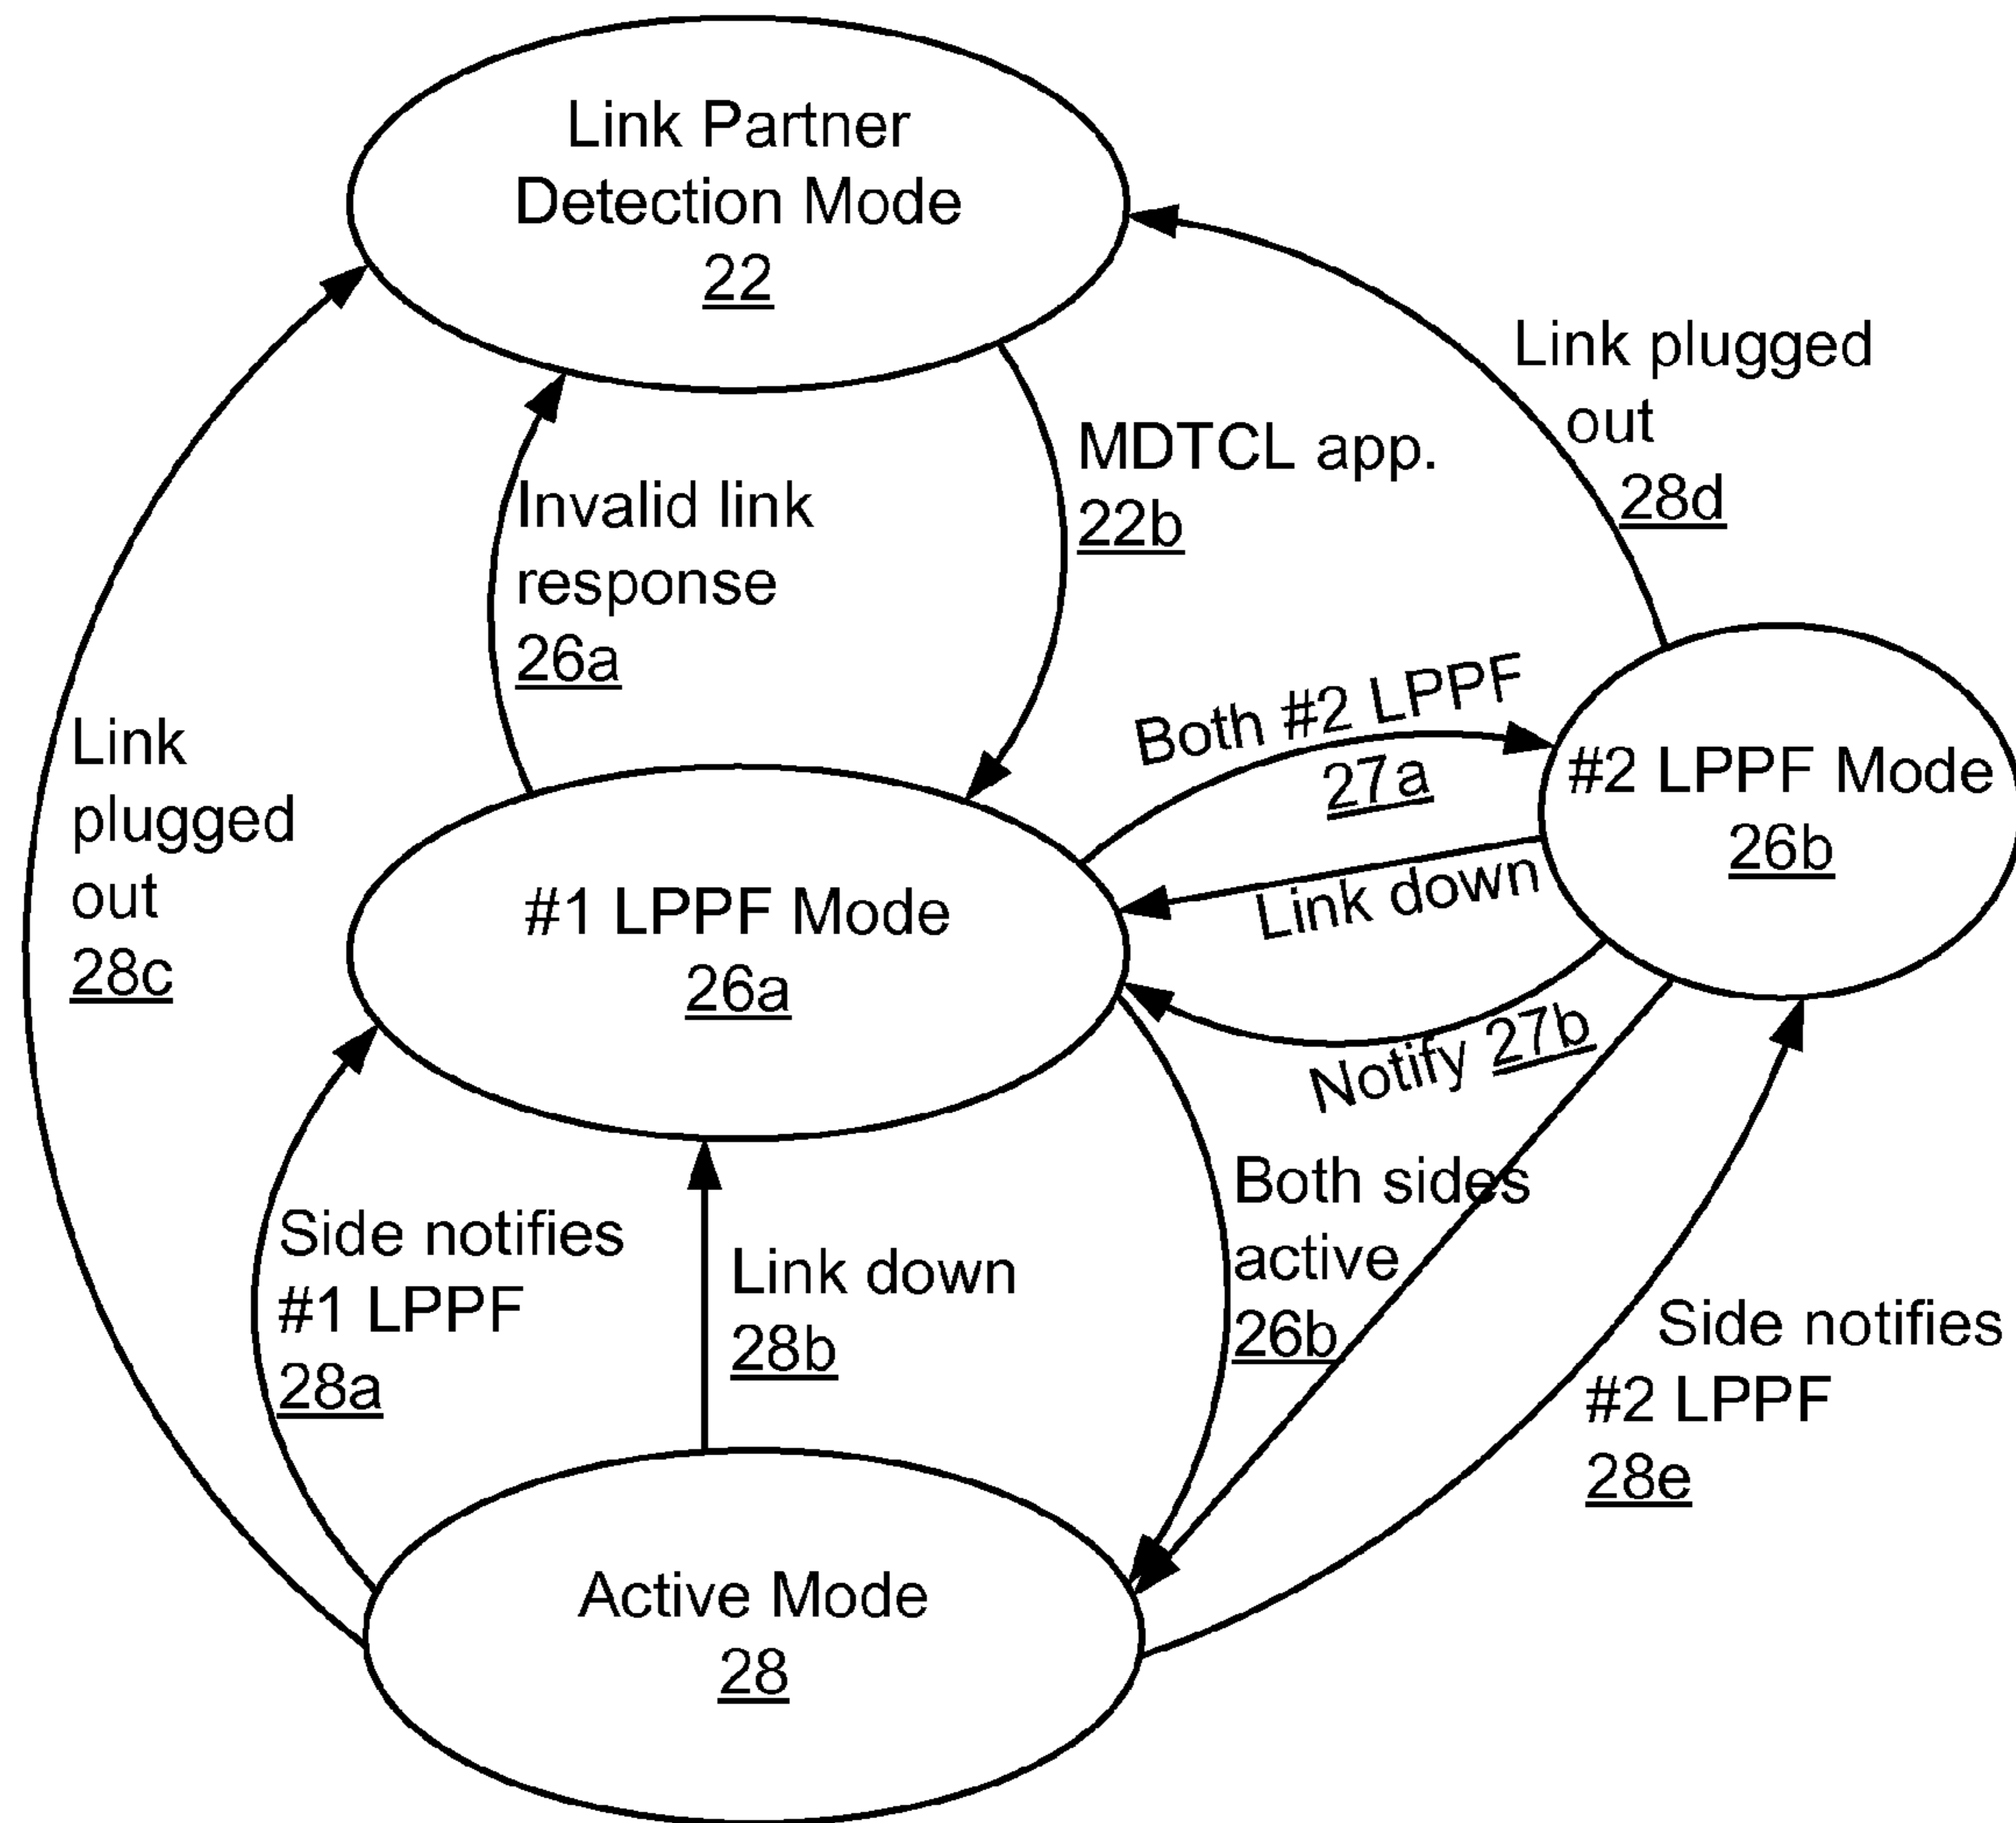 Link Partner
Detection Mode
22
Link plugged
out
28d
MDTCL app.
22b
Invalid link
response
26a
Both #2 LPPF
27a
#2 LPPF Mode
26b
Link down
Link
plugged
out
28c
#1 LPPF Mode
26a
Notify 27b
Both sides
active
26b
Side notifies
#1 LPPF
28a
Link down
28b
Side notifies
#2 LPPF
28e
Active Mode
28